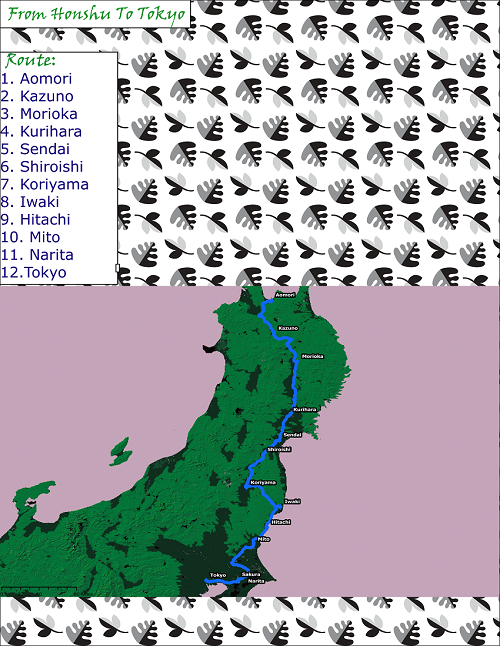 From Honshu To Tokyo
Route:
1. Aomori
2. Kazuno
3. Morioka
4. Kurihara
5. Sendai
6. Shiroishi
7. Koriyama
8. Iwaki
9. Hitachi
10. Mito
11. Narita
12.Tokyo
Aomori
Kazuno
Morioka
Kurihara
Sendai
Shiroishi
Koriyama
Iwaki
Hitachi
Mito
Tokyo
Sakura
Narita